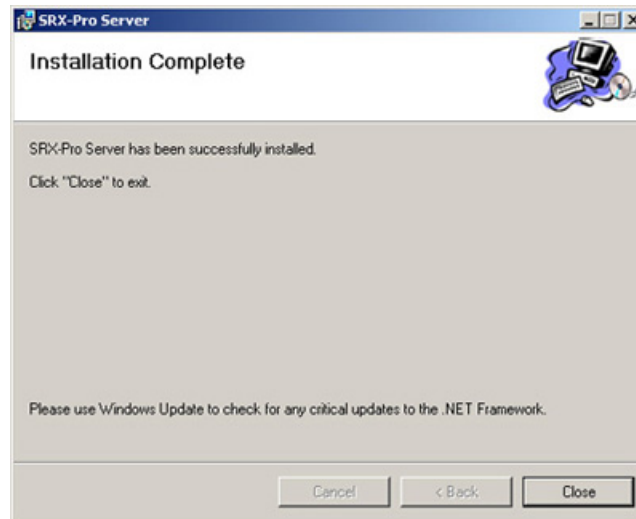 SRX-Pro Server
Installation Complete
SRX-Pro Server has been successfully installed.
Click "Close" to exit.
Please use Windows Update to check for any critical updates to the .NET Framework.
Cancel
< Back
Close